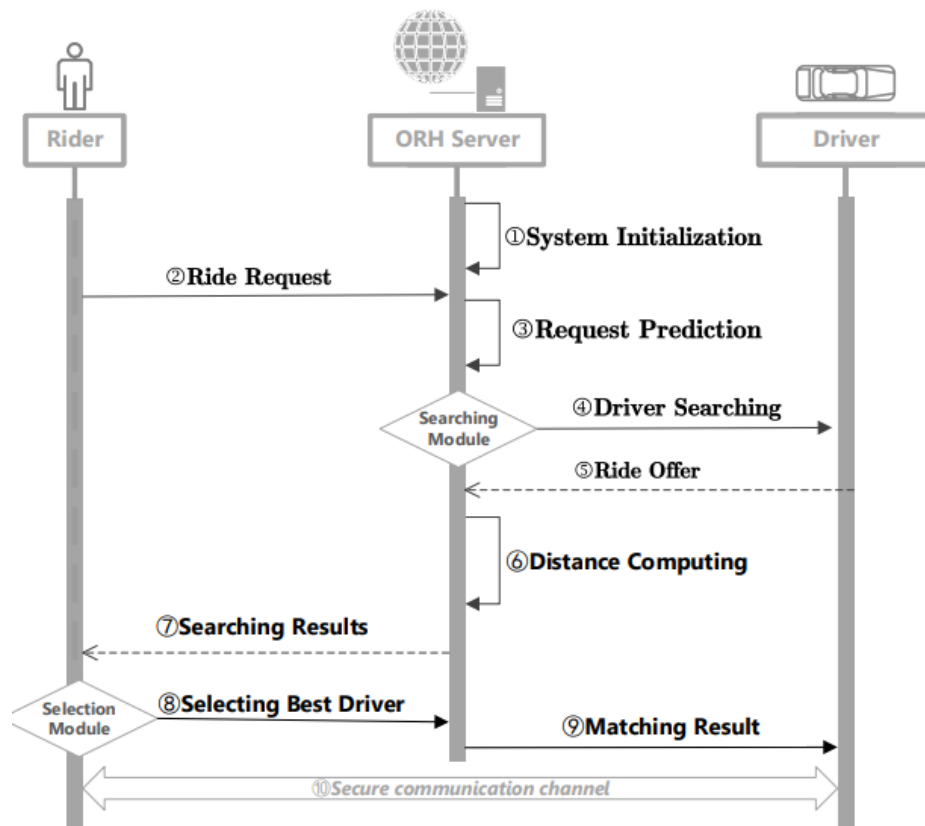 Rider
ORH Server
Driver
①System Initialization
②Ride Request
③Request Prediction
Searching
Module
④Driver Searching
⑤Ride Offer
⑥Distance Computing
⑦Searching Results
Selection
Module
⑧Selecting Best Driver
⑨Matching Result
⑩Secure communication channel